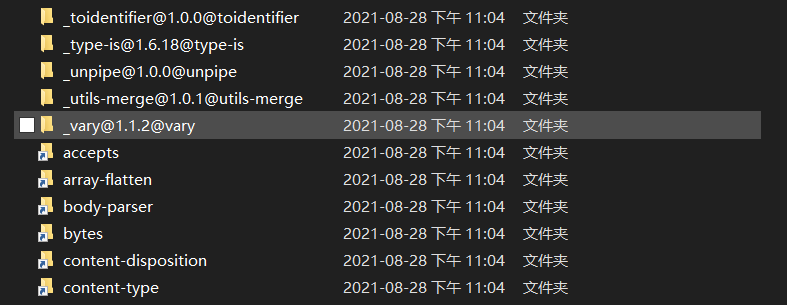 _toidentifier@1.0.0@toidentifier 2021-08-28 下午 11:04 文件夹
_type-is@1.6.18@type-is 2021-08-28 下午 11:04 文件夹
_unpipe@1.0.0@unpipe 2021-08-28 下午 11:04 文件夹
_utils-merge@1.0.1@utils-merge 2021-08-28 下午 11:04 文件夹
_vary@1.1.2@vary 2021-08-28 下午 11:04 文件夹
accepts 2021-08-28 下午 11:04 文件夹
array-flatten 2021-08-28 下午 11:04 文件夹
body-parser 2021-08-28 下午 11:04 文件夹
bytes 2021-08-28 下午 11:04 文件夹
content-disposition 2021-08-28 下午 11:04 文件夹
content-type 2021-08-28 下午 11:04 文件夹